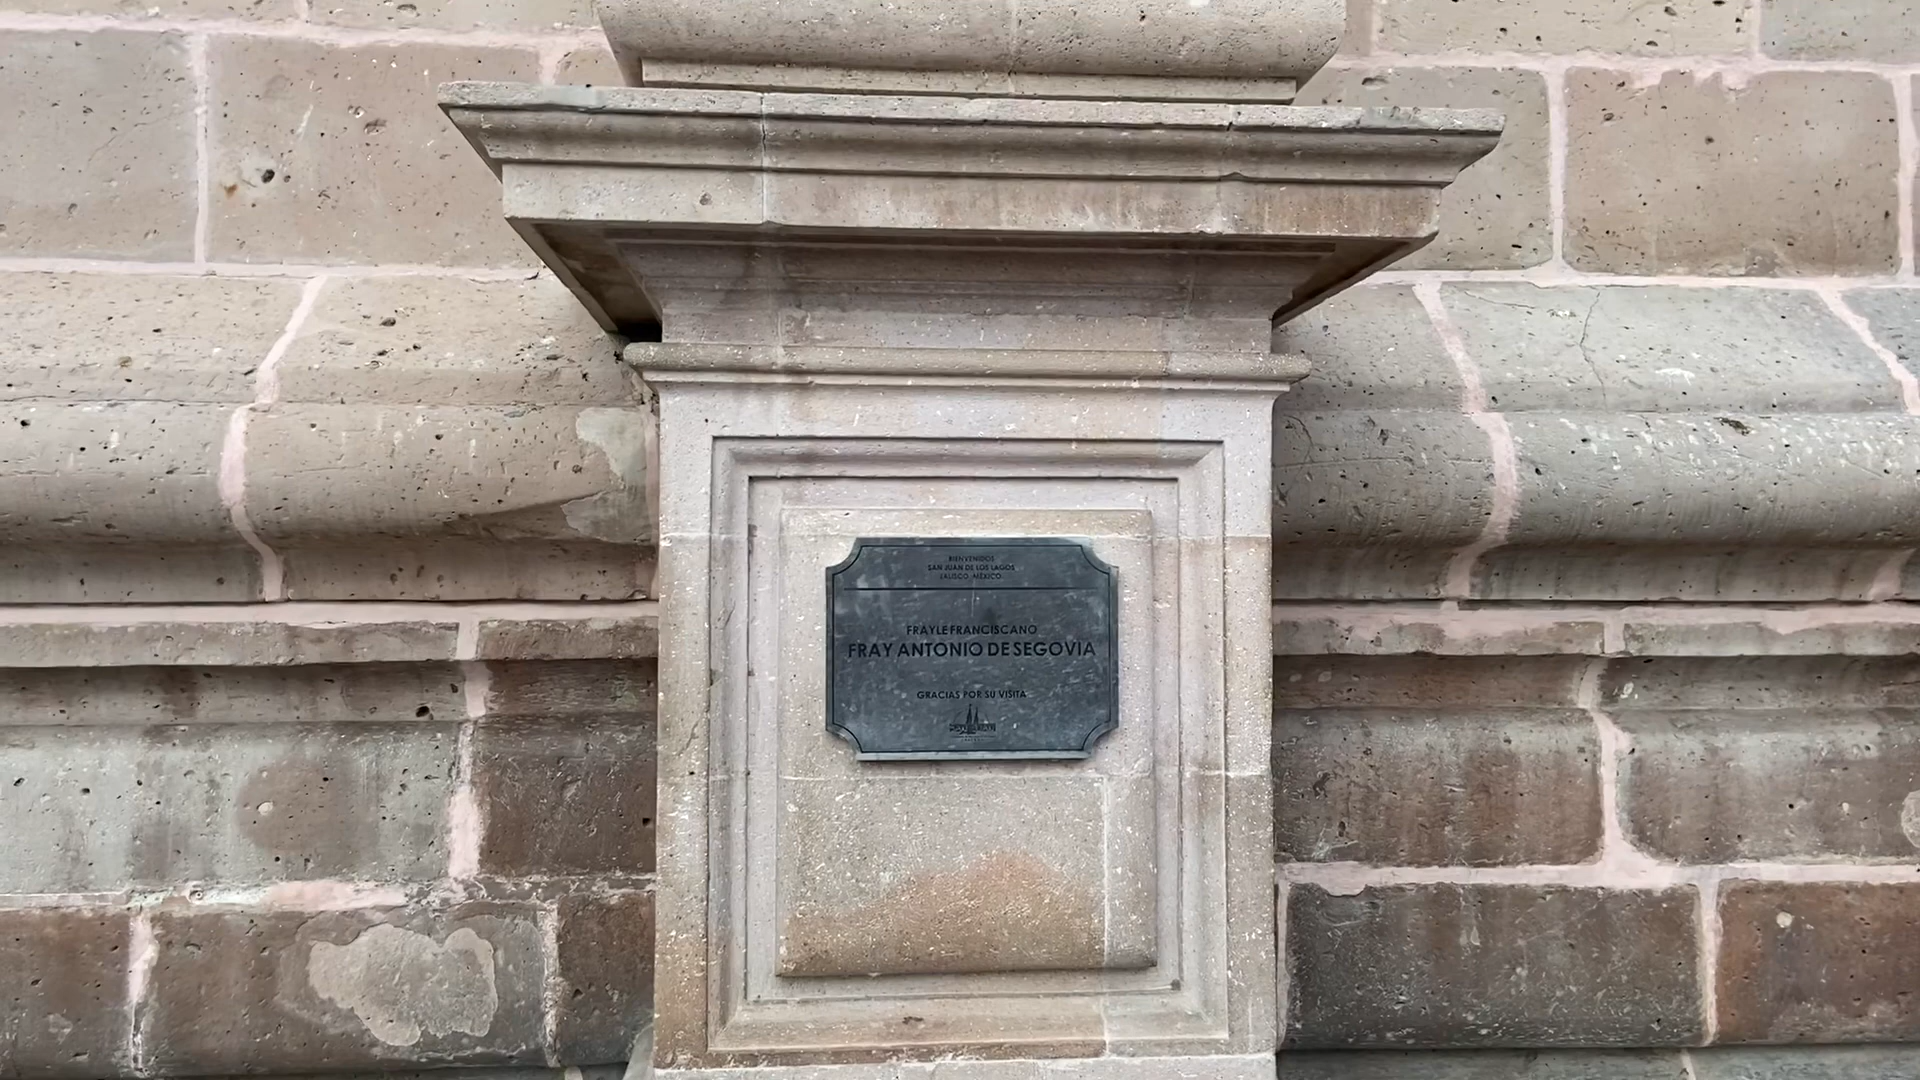 BIENVENIDOS
SAN JUAN DE LOS LAGOS
JALISCO MÉXICO
FRAYLE FRANCISCANO
FRAY ANTONIO DE SEGOVIA
GRACIAS POR SU VISITA